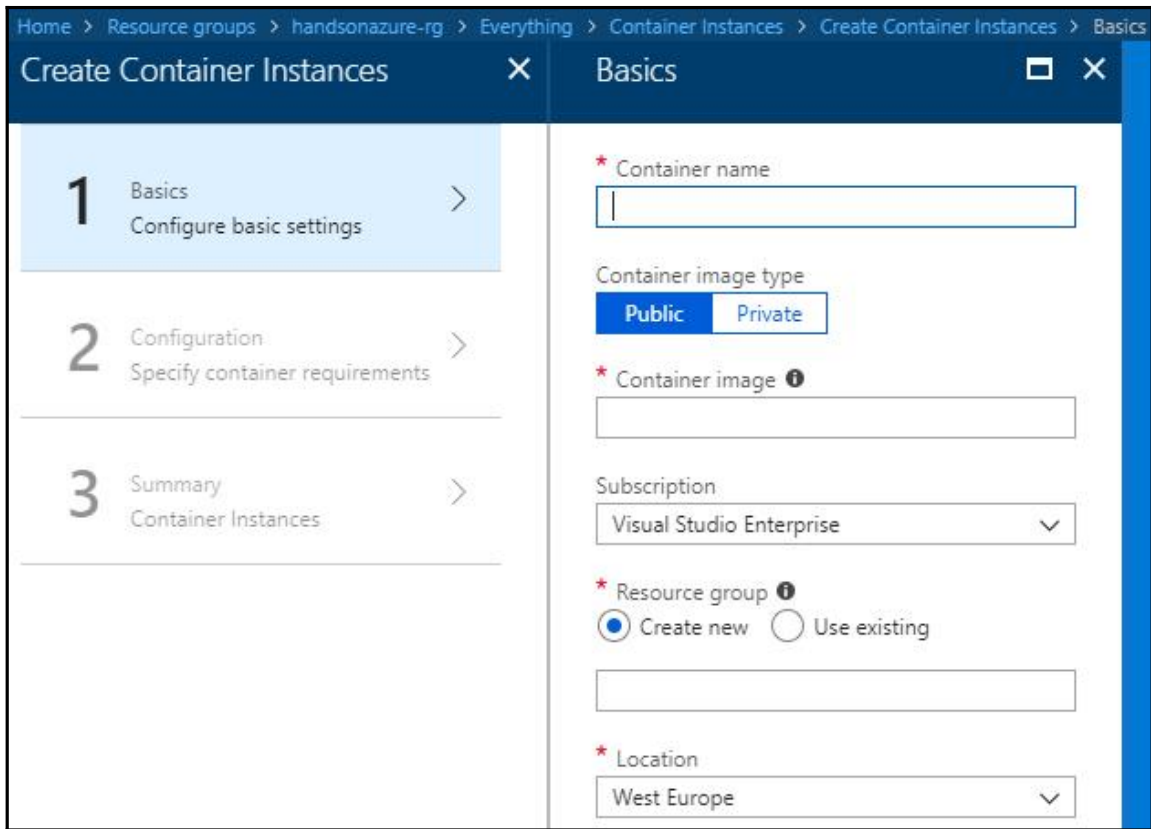 Home > Resource groups > handsonazure-rg > Everything > Container Instances > Create Container Instances > Basics
Create Container Instances
1
Basics
Configure basic settings
2
Configuration
Specify container requirements
3
Summary
Container Instances
Basics
* Container name
Container image type
Public Private
* Container image
Subscription
Visual Studio Enterprise
* Resource group
Create new Use existing
* Location
West Europe